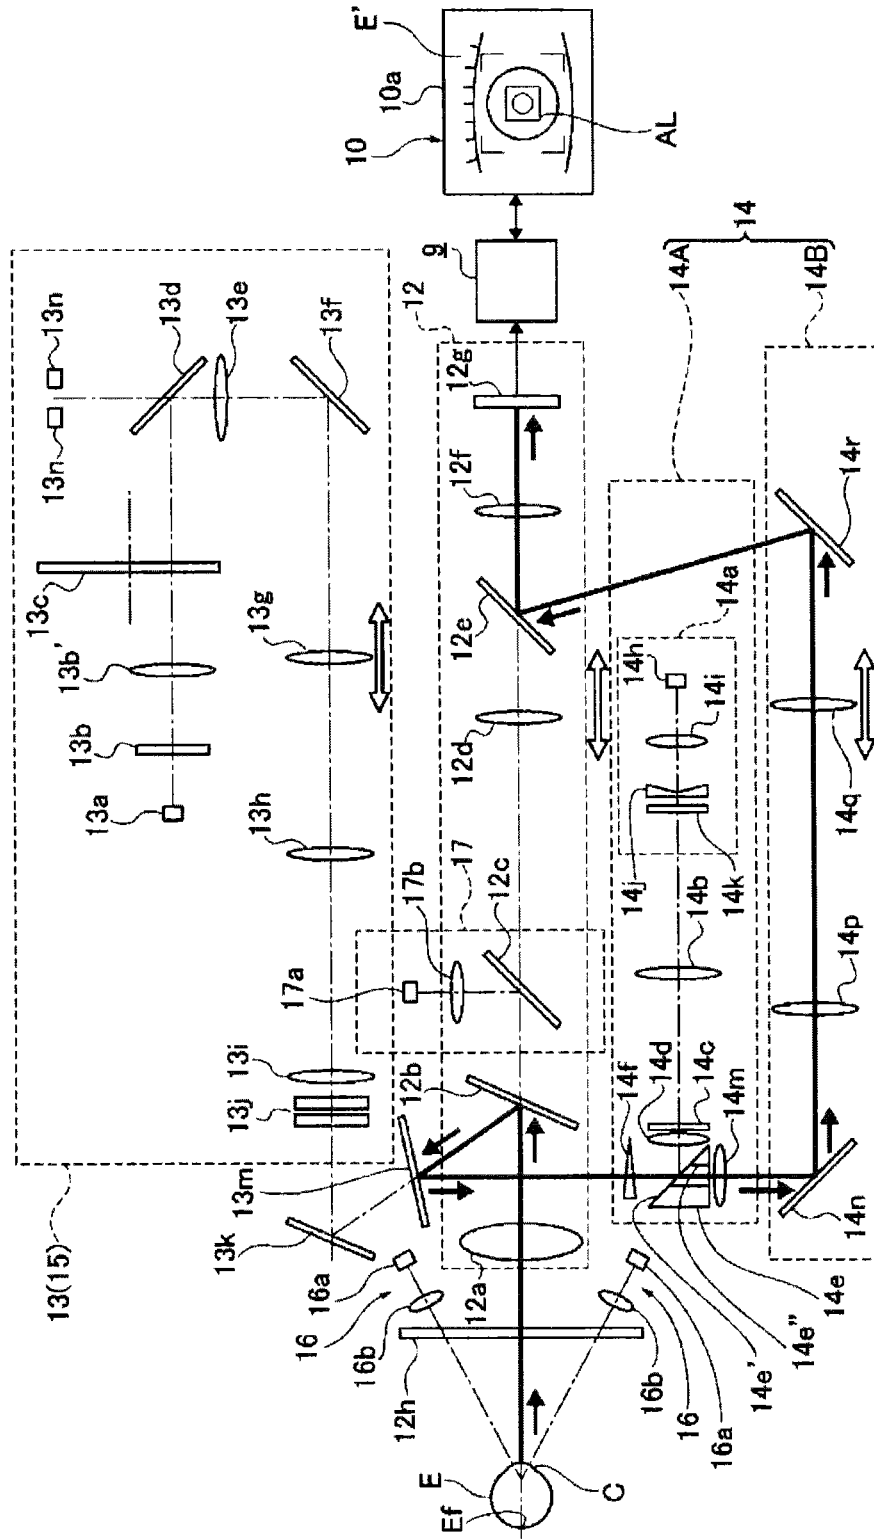 13(15)
13a
13b
13b'
13c
13n
13n
13d
13e
13f
13g
13h
13i
13j
13k
13m
17a
17b
17
12
9
10
10a
E'
AL
12g
12f
12e
12d
12c
12b
12a
12h
16a
16b
16
E
Ef
C
16
16b
16a
14
14A
14B
14a
14h
14i
14j
14k
14b
14c
14d
14f
14m
14e
14e'
14e"
14n
14p
14q
14r